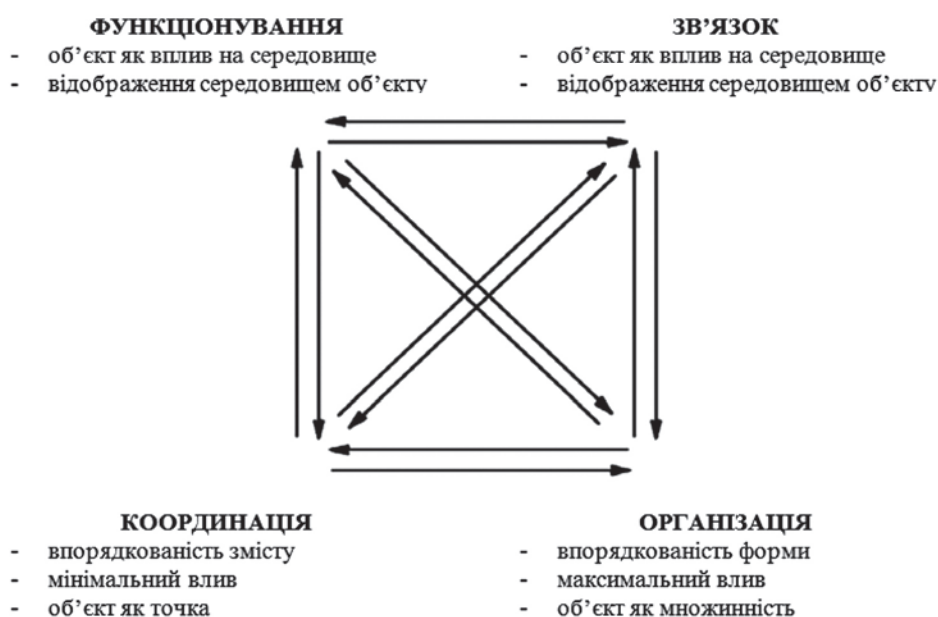 ФУНКЦІОНУВАННЯ
- об’єкт як вплив на середовище
- відображення середовищем об’єкту
ЗВ’ЯЗОК
- об’єкт як вплив на середовище
- відображення середовищем об’єкту
КООРДИНАЦІЯ
- впорядкованість змісту
- мінімальний влив
- об’єкт як точка
ОРГАНІЗАЦІЯ
- впорядкованість форми
- максимальний влив
- об’єкт як множинність